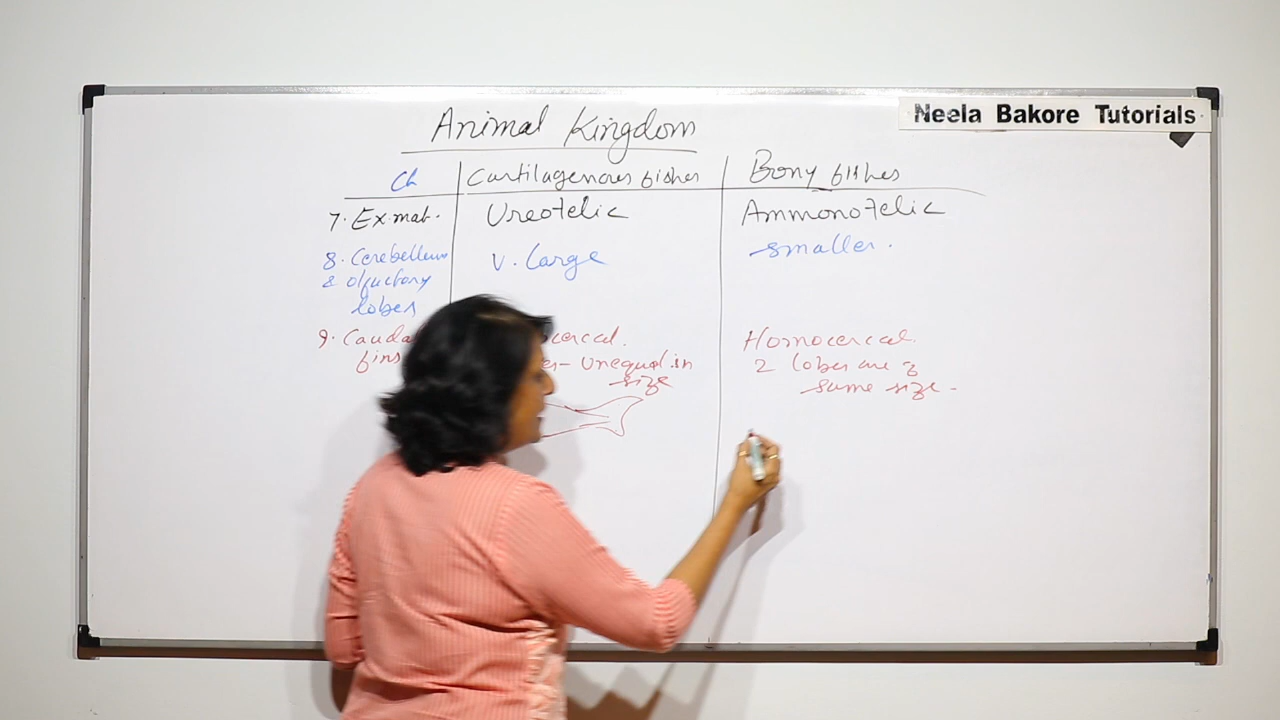 Neela Bakore Tutorials
Animal Kingdom
Ch Cartilagenous fishes Bony fishes
7. Ex.mat. Ureotelic Ammonotelic
8. Cerebellum & Olfactory lobes V. Large smaller.
9. fins Unequal in size Homocercal. 2 lobes are of same size -